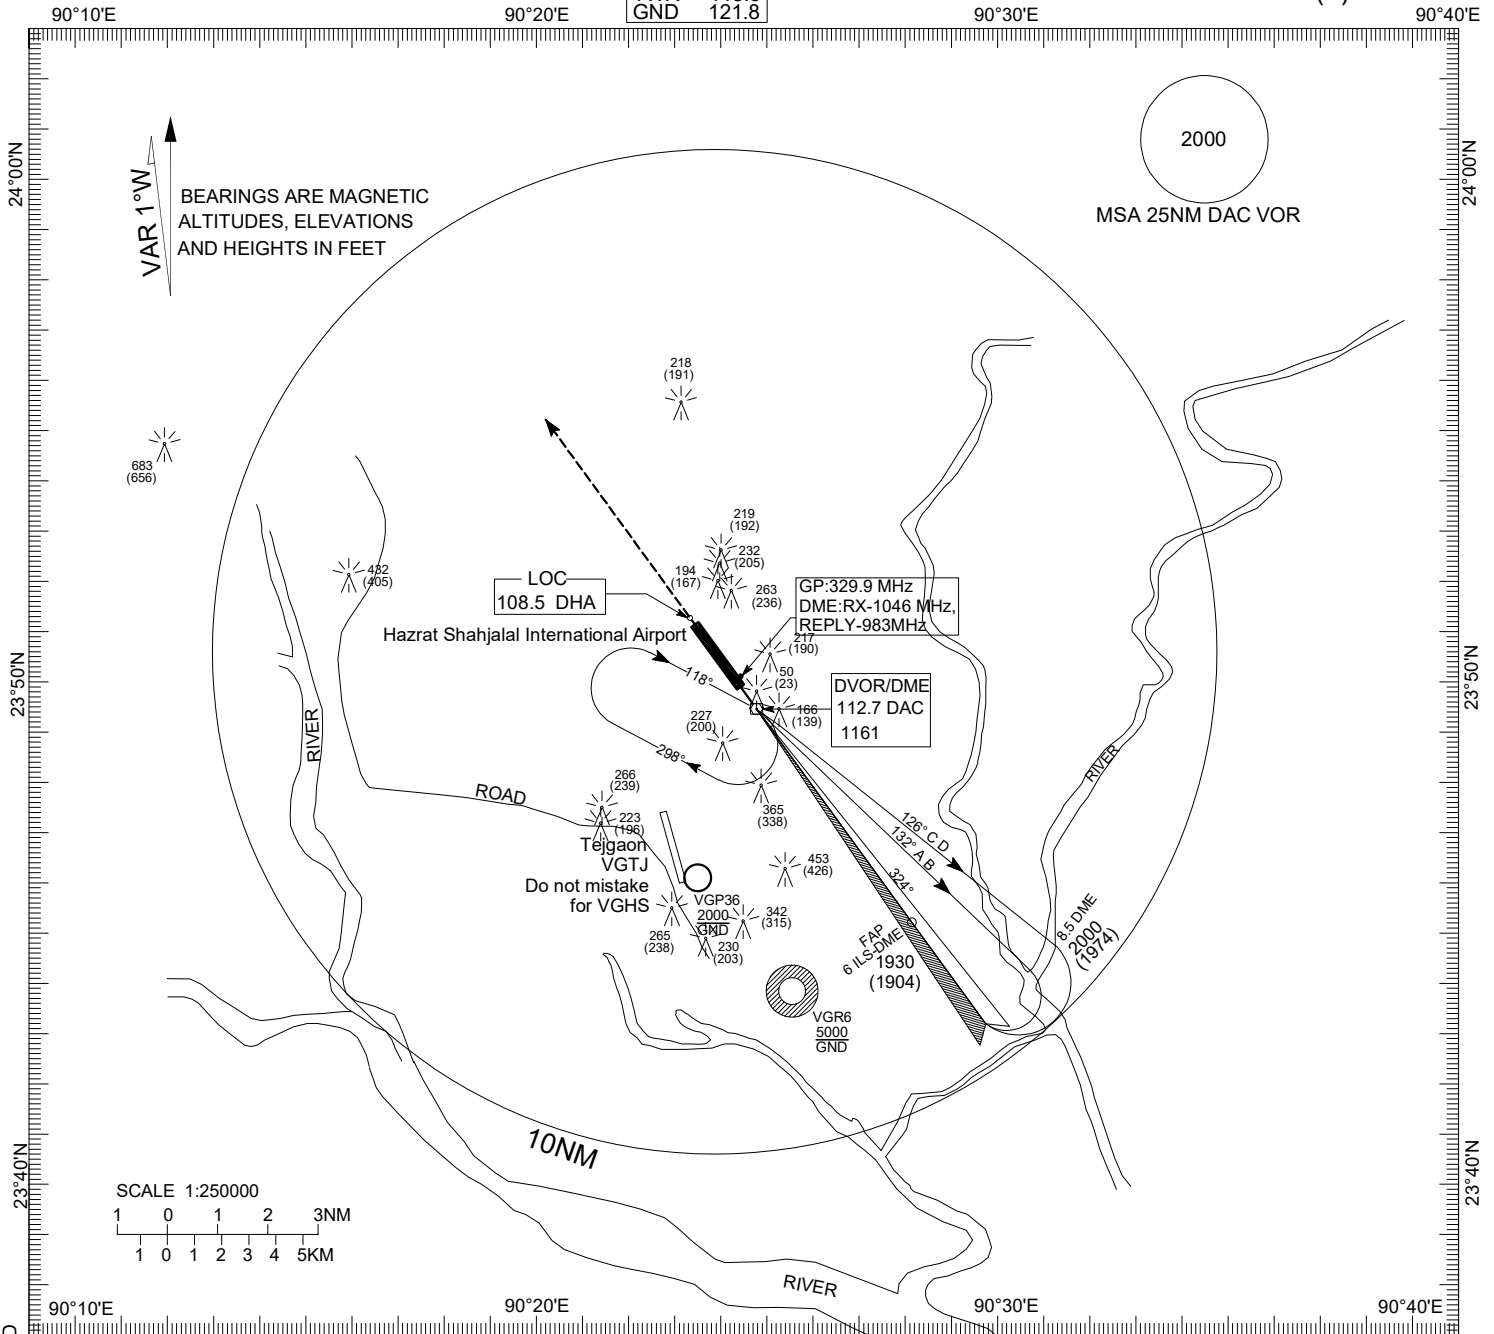 GND 121.8
90°10'E
90°20'E
90°30'E
90°40'E
24°00'N
24°00'N
2000
MSA 25NM DAC VOR
VAR 1°W
BEARINGS ARE MAGNETIC
ALTITUDES, ELEVATIONS
AND HEIGHTS IN FEET
218
(191)
683
(656)
219
(192)
232
(205)
194
(167)
263
(236)
432
(405)
LOC
108.5 DHA
GP:329.9 MHz
DME:RX-1046 MHz,
REPLY-983MHz
Hazrat Shahjalal International Airport
217
(190)
23°50'N
23°50'N
118°
50
(23)
DVOR/DME
112.7 DAC
1161
166
(139)
227
(200)
298°
RIVER
RIVER
ROAD
266
(239)
223
(196)
365
(338)
126° C D
132° A B
324°
Tejgaon
VGTJ
Do not mistake
for VGHS
453
(426)
VGP36
2000
GND
342
(315)
265
(238)
230
(203)
FAP
6 ILS-DME
1930
(1904)
8.5 DME
2000
(1974)
VGR6
5000
GND
10NM
23°40'N
23°40'N
SCALE 1:250000
1 0 1 2 3NM
1 0 1 2 3 4 5KM
RIVER
90°10'E
90°20'E
90°30'E
90°40'E